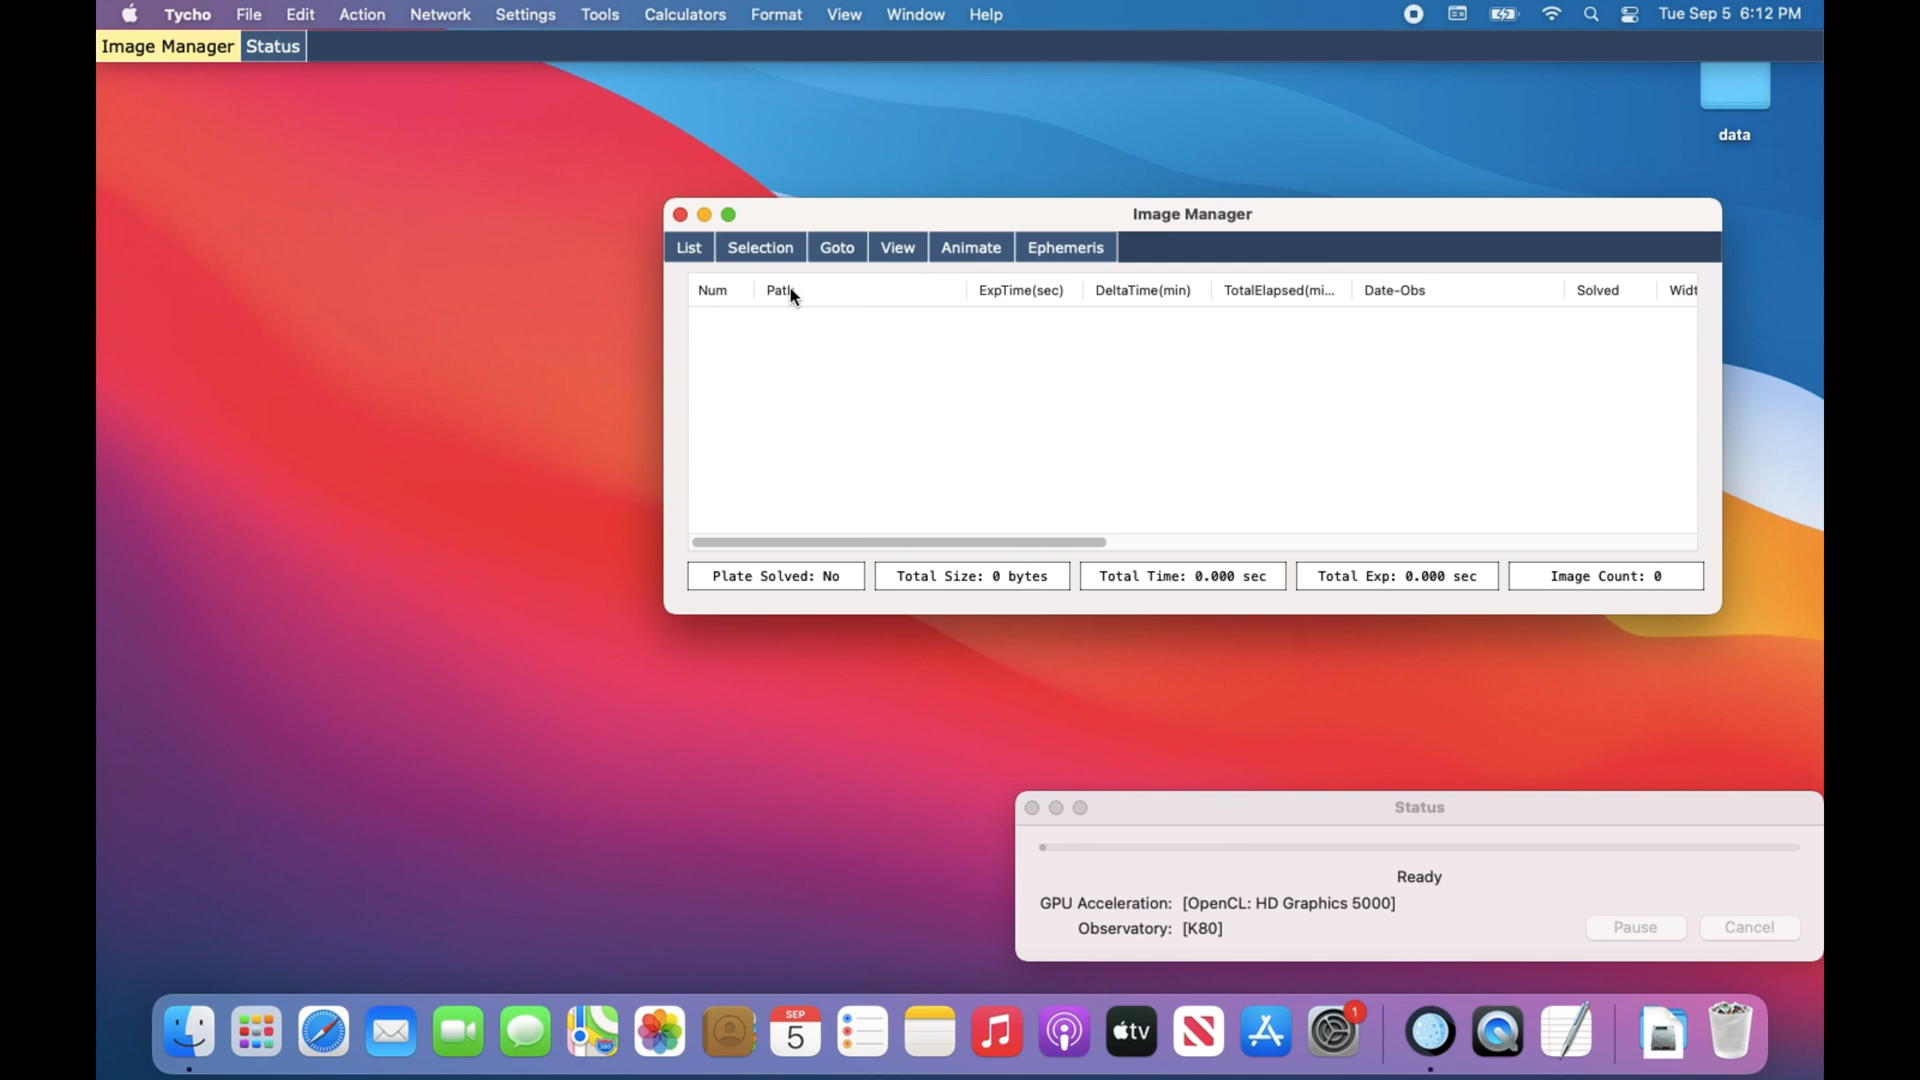 Tycho File Edit Action Network Settings Tools Calculators Format View Window Help Tue Sep 5 6:12 PM
Image Manager Status
data
Image Manager
List Selection Goto View Animate Ephemeris
Num Path ExpTime(sec) DeltaTime(min) TotalElapsed(mi... Date-Obs Solved Widt
Plate Solved: No Total Size: 0 bytes Total Time: 0.000 sec Total Exp: 0.000 sec Image Count: 0
Status
Ready
GPU Acceleration: [OpenCL: HD Graphics 5000]
Observatory: [K80]
Pause Cancel
SEP
5
tv
1